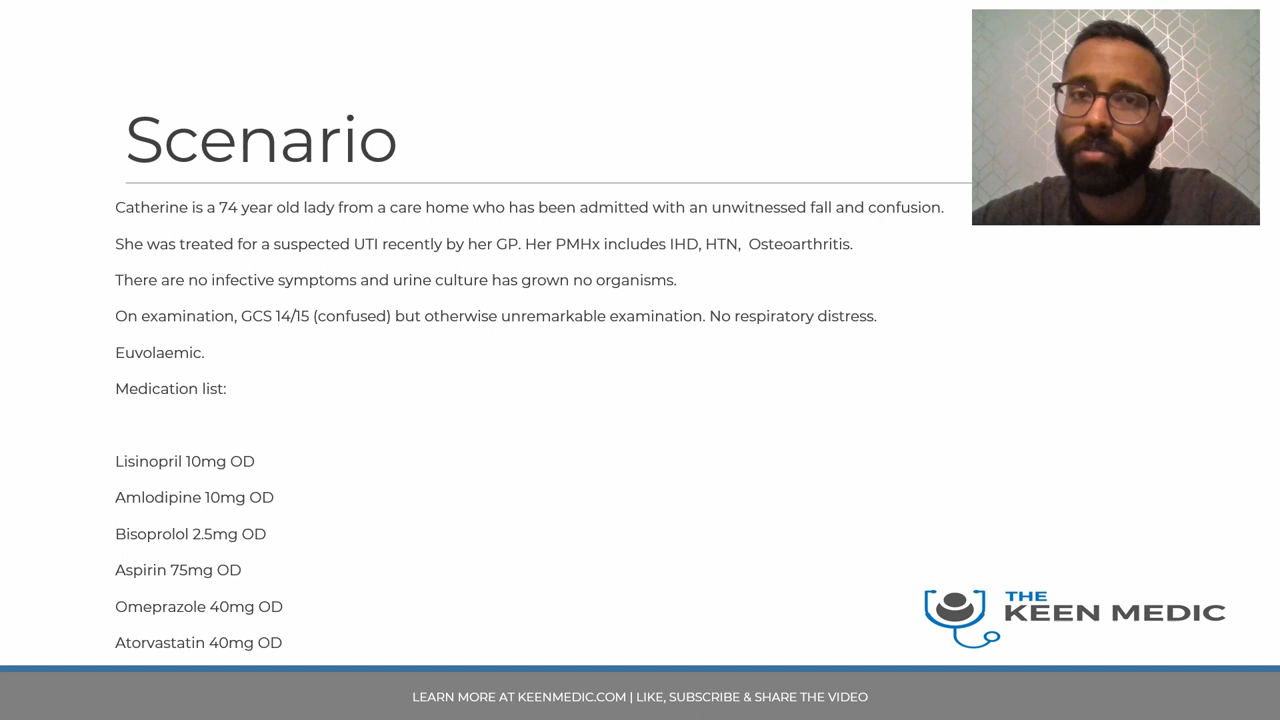 Scenario
Catherine is a 74 year old lady from a care home who has been admitted with an unwitnessed fall and confusion.
She was treated for a suspected UTI recently by her GP. Her PMHx includes IHD, HTN,  Osteoarthritis.
There are no infective symptoms and urine culture has grown no organisms.
On examination, GCS 14/15 (confused) but otherwise unremarkable examination. No respiratory distress.
Euvolaemic.
Medication list:
Lisinopril 10mg OD
Amlodipine 10mg OD
Bisoprolol 2.5mg OD
Aspirin 75mg OD
Omeprazole 40mg OD
Atorvastatin 40mg OD
THE
KEEN MEDIC
LEARN MORE AT KEENMEDIC.COM | LIKE, SUBSCRIBE & SHARE THE VIDEO